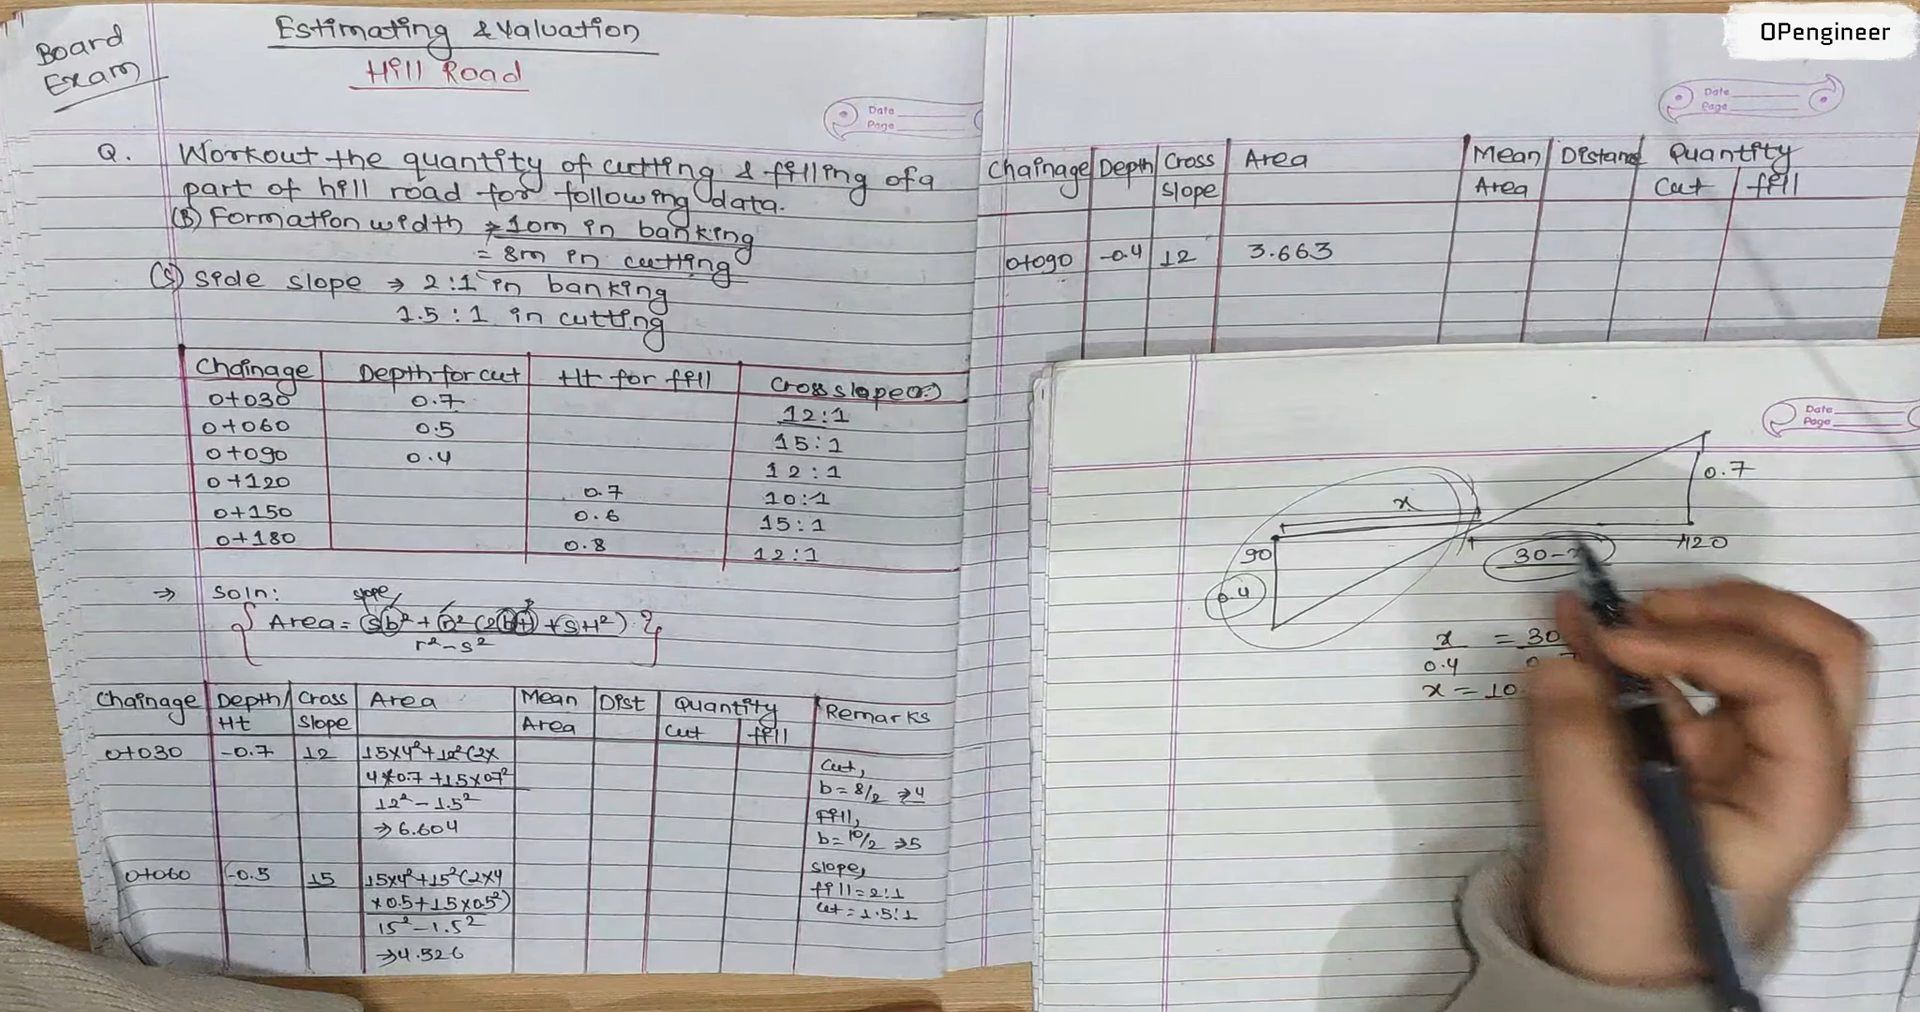 OPengineer
Board
Exam
Estimating & Valuation
Hill Road
Date
Page
Q. Workout the quantity of cutting & filling of a
part of hill road for following data.
(B) Formation width → 10m in banking
= 8m in cutting
(S) Side slope → 2:1 in banking
1.5:1 in cutting
Chainage Depth for cut Ht for fill Cross slope(r)
0+030 0.7 12:1
0+060 0.5 15:1
0+090 0.4 12:1
0+120 0.7 10:1
0+150 0.6 15:1
0+180 0.8 12:1
⇒ Soln:
slope
{ Area = sb² + r² (2bH + sH²) }
r² - s²
Chainage Depth/ Cross Area Mean Dist Quantity Remarks
Ht Slope Area Cut fill
0+030 -0.7 12 15×4²+12²(2×
4×0.7+1.5×0.7²
12²-1.5²
⇒6.604
Cut,
b=8/2 ⇒4
fill,
b=10/2 ⇒5
slope,
fill=2:1
cut=1.5:1
0+060 -0.5 15 15×4²+15²(2×4
×0.5+1.5×0.5²)
15²-1.5²
⇒4.526
Date
Page
Chainage Depth Cross Area Mean Distance Quantity
slope Area Cut fill
0+090 -0.4 12 3.663
Date
Page
x
0.7
90
30-
120
0.4
x = 30
0.4
x = 10